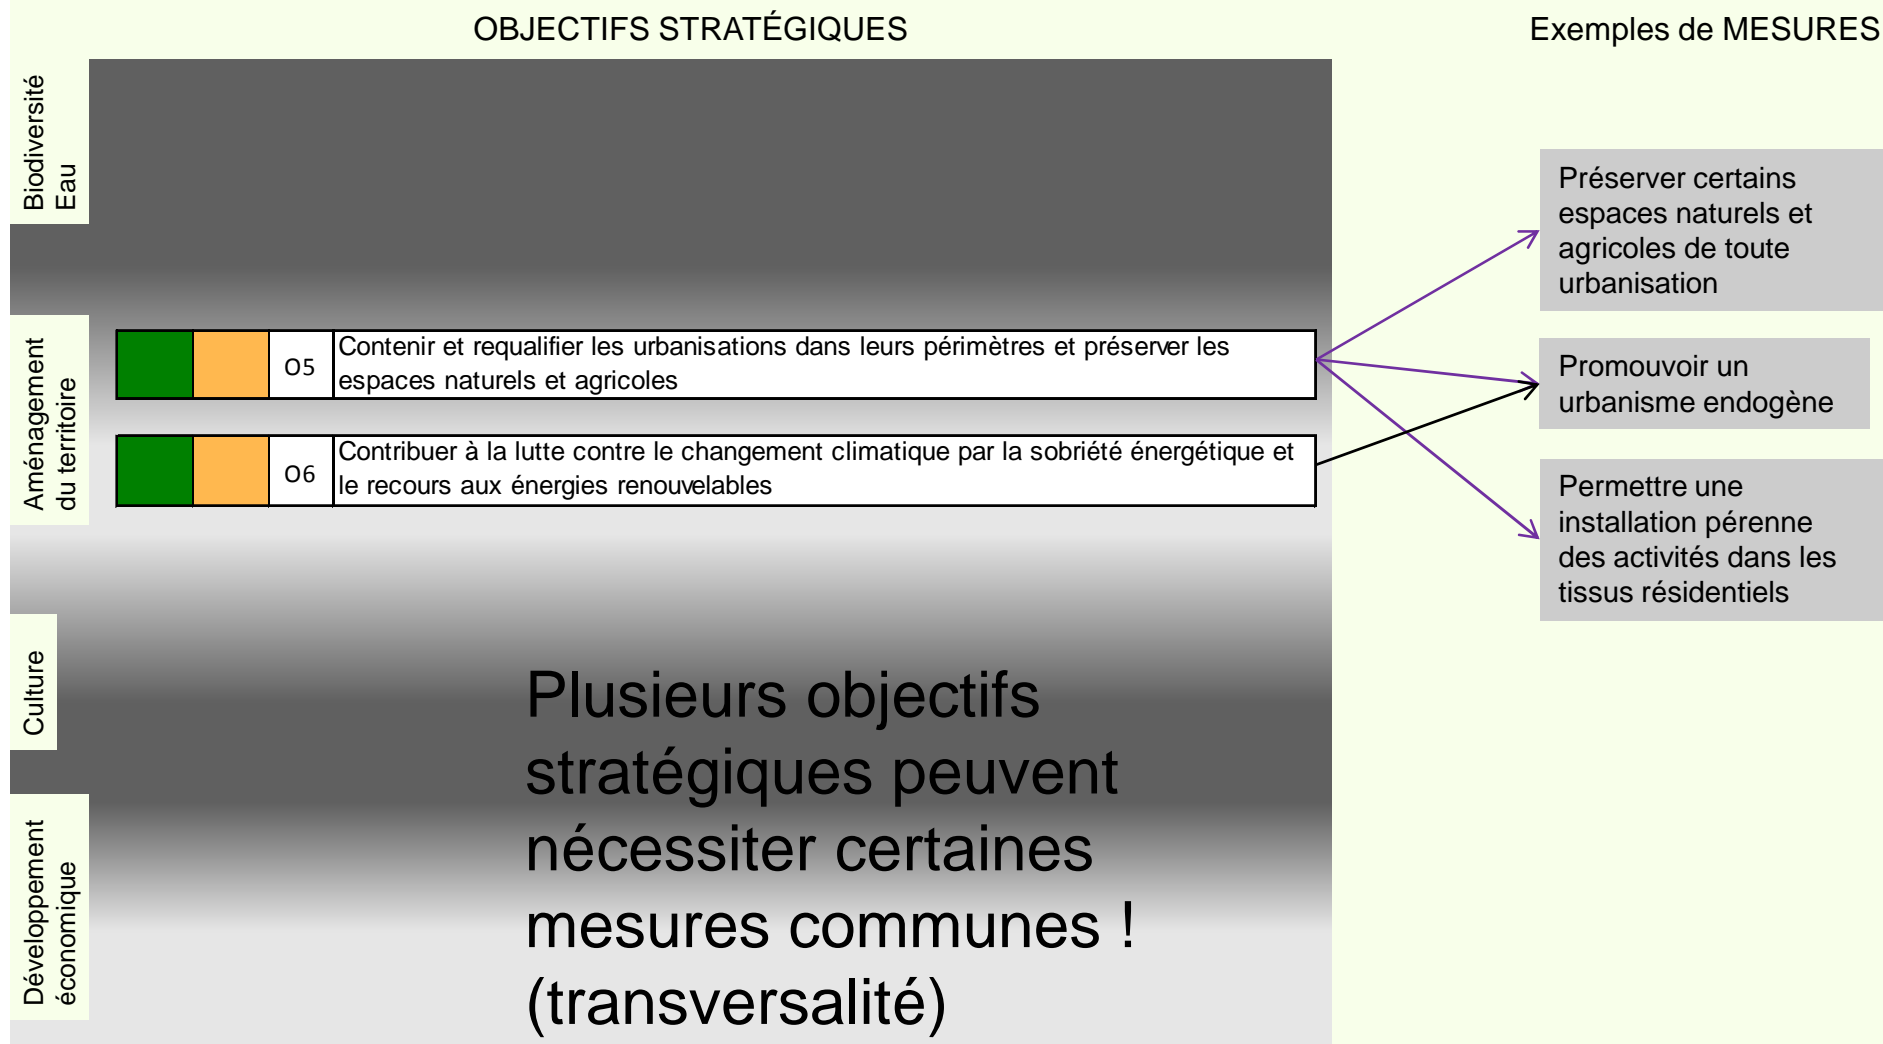 OBJECTIFS STRATÉGIQUES
Exemples de MESURES
Biodiversité
Eau
Aménagement
du territoire
Culture
Développement
économique
O5
Contenir et requalifier les urbanisations dans leurs périmètres et préserver les
espaces naturels et agricoles
O6
Contribuer à la lutte contre le changement climatique par la sobriété énergétique et
le recours aux énergies renouvelables
Préserver certains
espaces naturels et
agricoles de toute
urbanisation
Promouvoir un
urbanisme endogène
Permettre une
installation pérenne
des activités dans les
tissus résidentiels
Plusieurs objectifs
stratégiques peuvent
nécessiter certaines
mesures communes !
(transversalité)